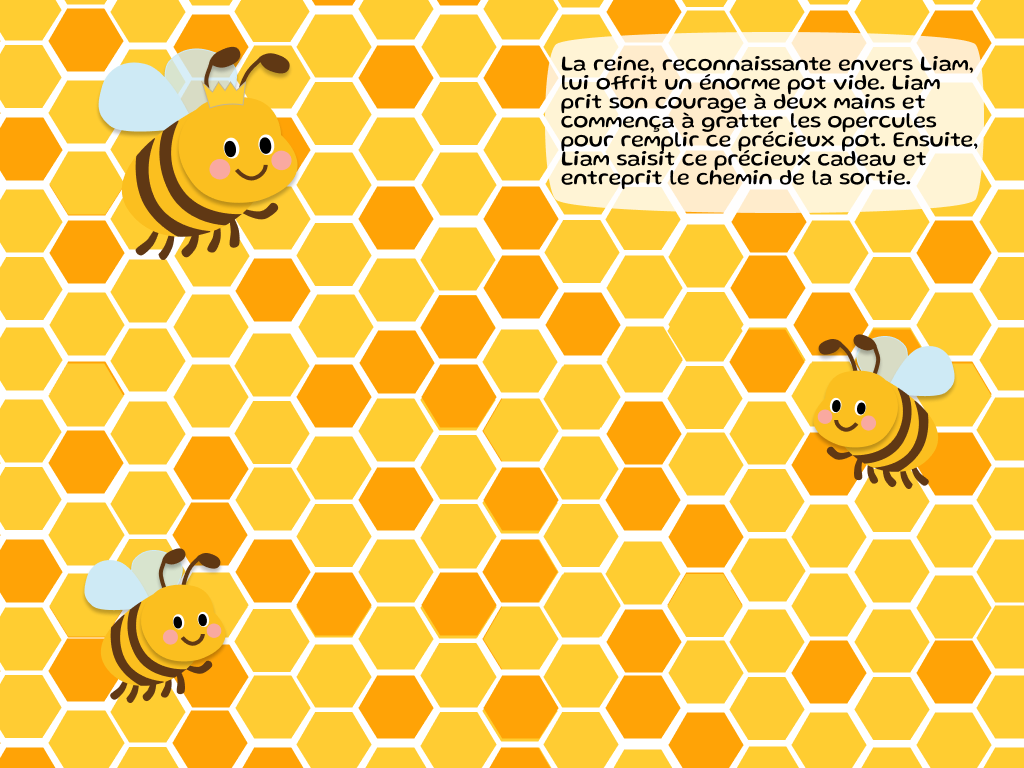 La reine, reconnaissante envers Liam,
lui offrit un énorme pot vide. Liam
prit son courage à deux mains et
commença à gratter les opercules
pour remplir ce précieux pot. Ensuite,
Liam saisit ce précieux cadeau et
entreprit le chemin de la sortie.